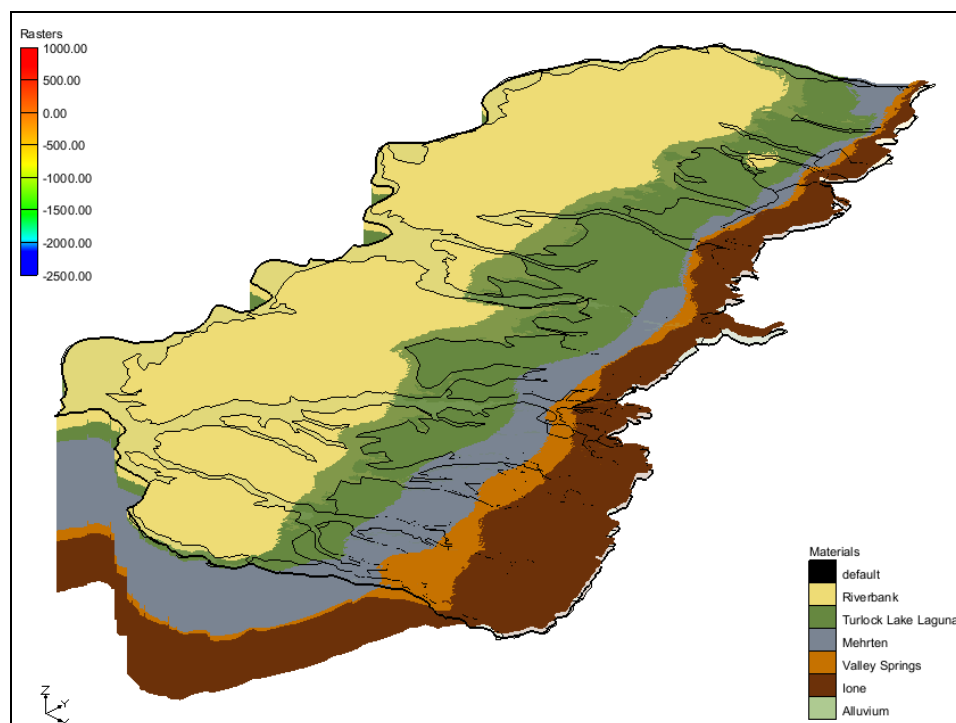 Rasters
1000.00
500.00
0.00
-500.00
-1000.00
-1500.00
-2000.00
-2500.00
Materials
default
Riverbank
Turlock Lake Laguna
Mehrten
Valley Springs
Ione
Alluvium
Z
Y